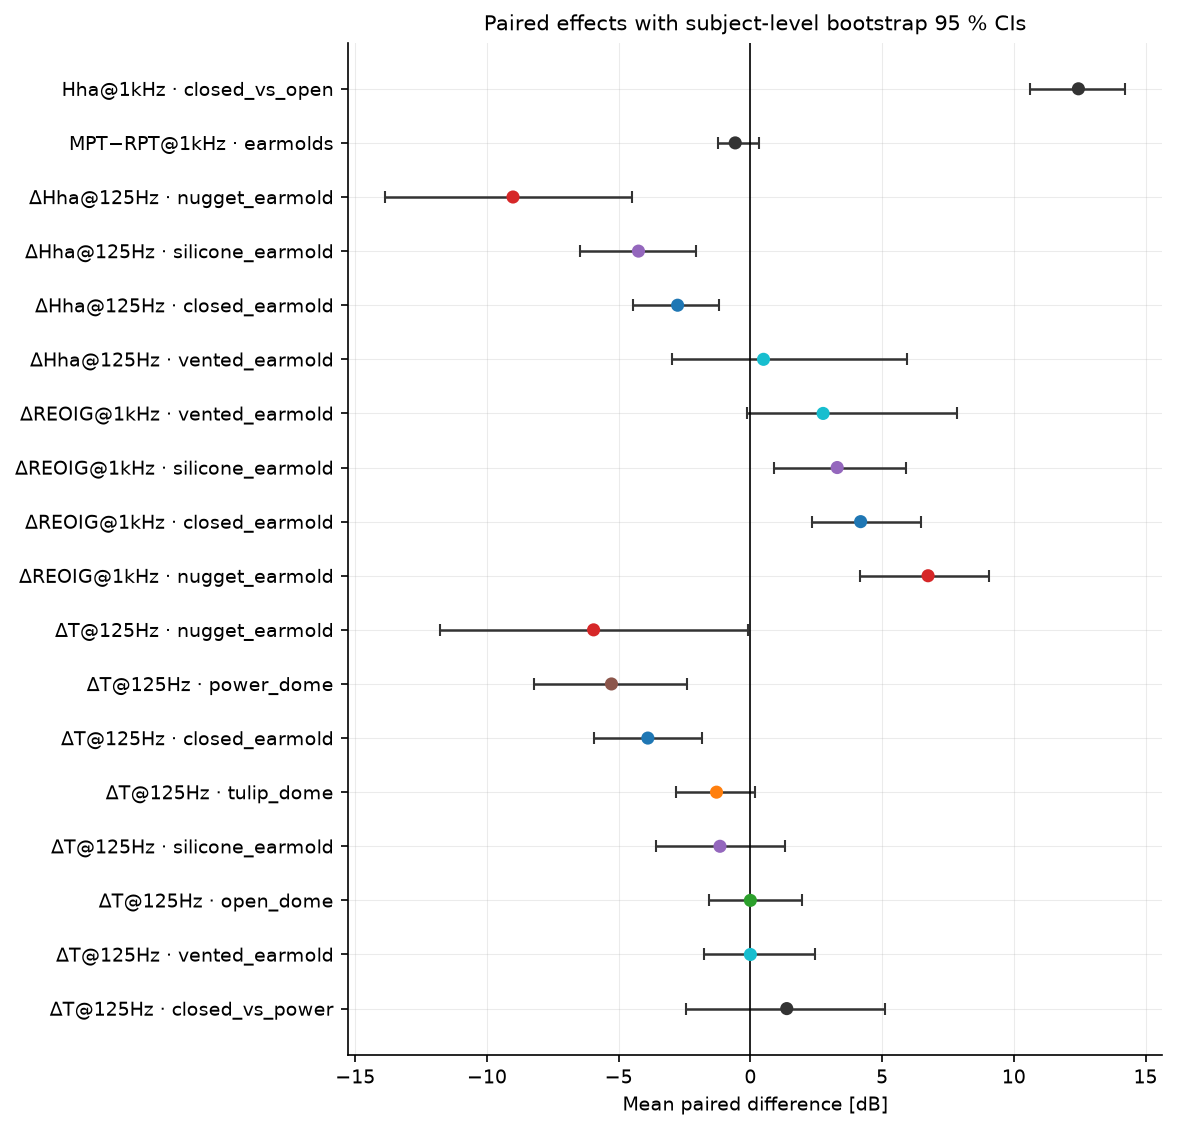 Paired effects with subject-level bootstrap 95 % CIs
Hha@1kHz · closed_vs_open
MPT−RPT@1kHz · earmolds
ΔHha@125Hz · nugget_earmold
ΔHha@125Hz · silicone_earmold
ΔHha@125Hz · closed_earmold
ΔHha@125Hz · vented_earmold
ΔREOIG@1kHz · vented_earmold
ΔREOIG@1kHz · silicone_earmold
ΔREOIG@1kHz · closed_earmold
ΔREOIG@1kHz · nugget_earmold
ΔT@125Hz · nugget_earmold
ΔT@125Hz · power_dome
ΔT@125Hz · closed_earmold
ΔT@125Hz · tulip_dome
ΔT@125Hz · silicone_earmold
ΔT@125Hz · open_dome
ΔT@125Hz · vented_earmold
ΔT@125Hz · closed_vs_power
−15 −10 −5 0 5 10 15
Mean paired difference [dB]